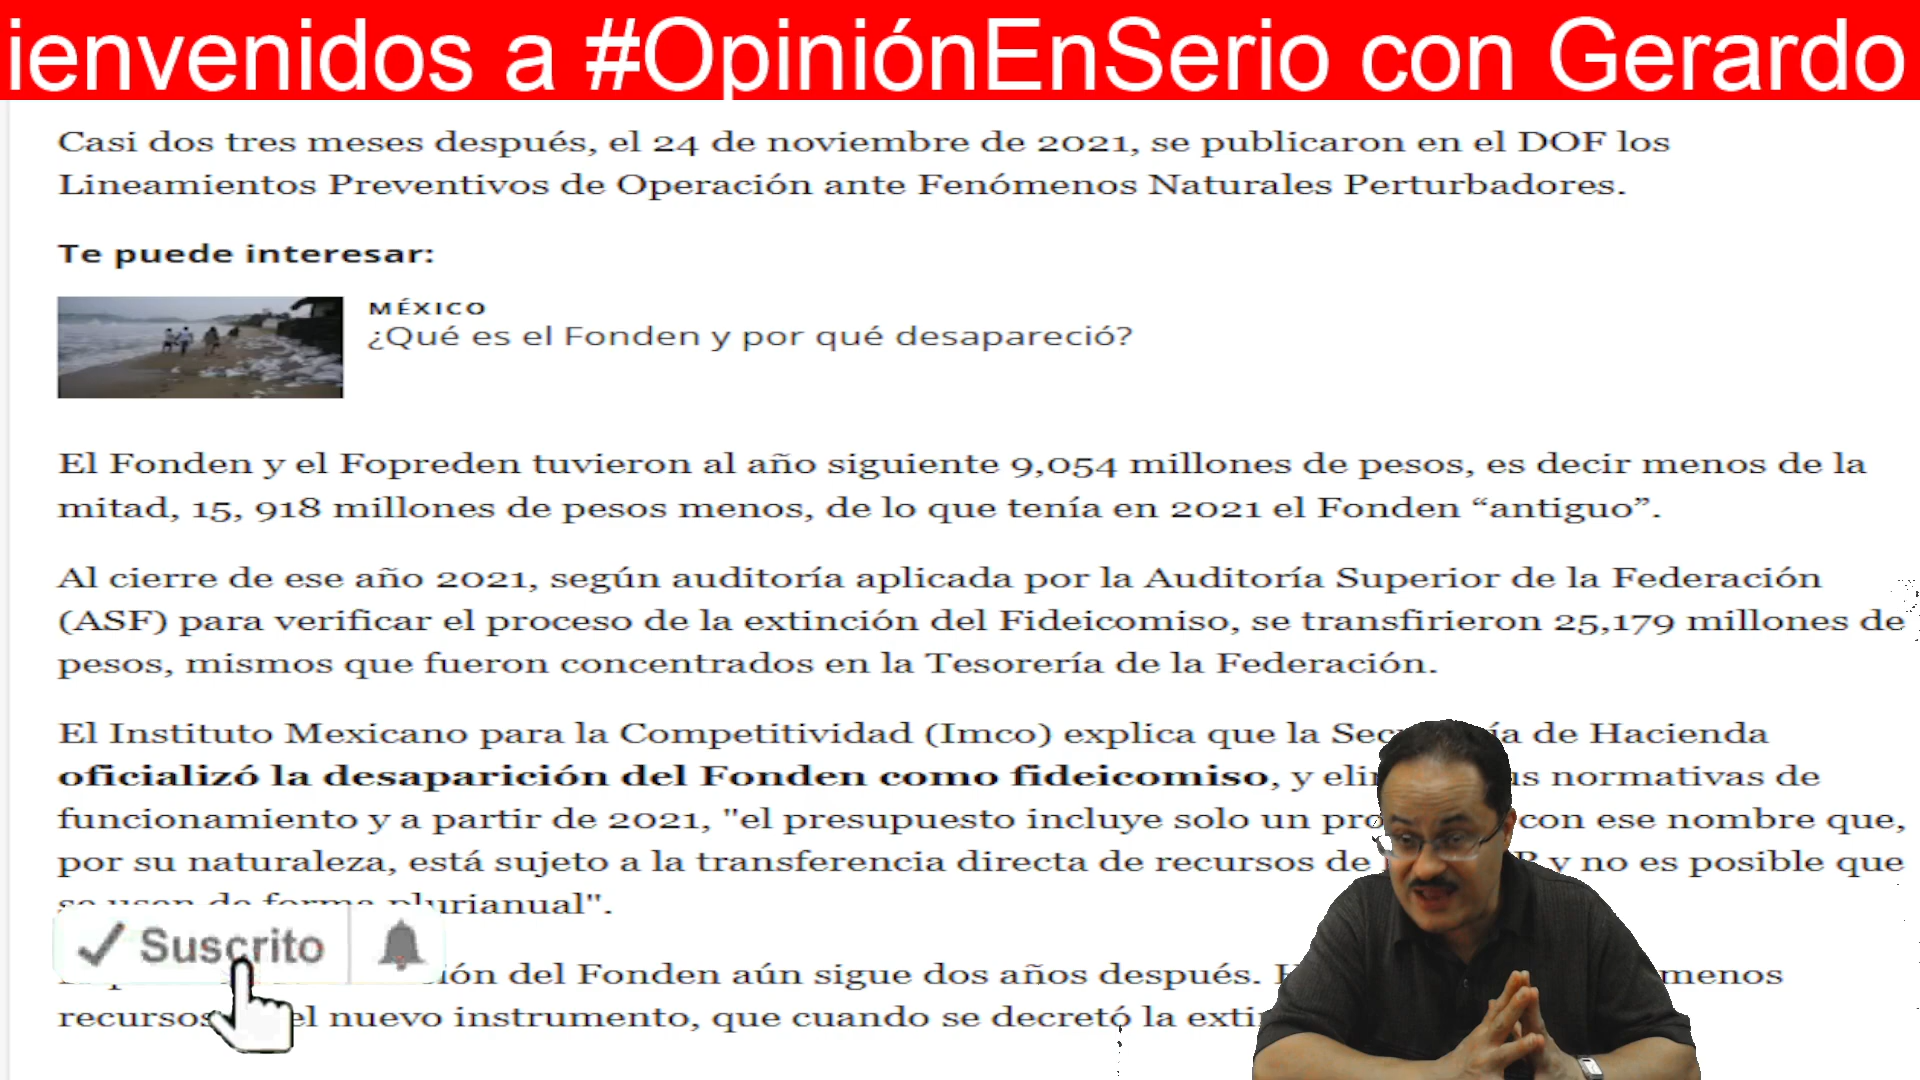 ienvenidos a #OpiniónEnSerio con Gerardo
Casi dos tres meses después, el 24 de noviembre de 2021, se publicaron en el DOF los
Lineamientos Preventivos de Operación ante Fenómenos Naturales Perturbadores.
Te puede interesar:
MÉXICO
¿Qué es el Fonden y por qué desapareció?
El Fonden y el Fopreden tuvieron al año siguiente 9,054 millones de pesos, es decir menos de la
mitad, 15, 918 millones de pesos menos, de lo que tenía en 2021 el Fonden “antiguo”.
Al cierre de ese año 2021, según auditoría aplicada por la Auditoría Superior de la Federación
(ASF) para verificar el proceso de la extinción del Fideicomiso, se transfirieron 25,179 millones de
pesos, mismos que fueron concentrados en la Tesorería de la Federación.
El Instituto Mexicano para la Competitividad (Imco) explica que la de Hacienda
oficializó la desaparición del Fonden como fideicomiso, y normativas de
funcionamiento y a partir de 2021, "el presupuesto incluye solo un con ese nombre que,
por su naturaleza, está sujeto a la transferencia directa de recursos de y no es posible que
se usen de forma plurianual".
Suscrito
del Fonden aún sigue dos años después. menos
recursos el nuevo instrumento, que cuando se decretó la